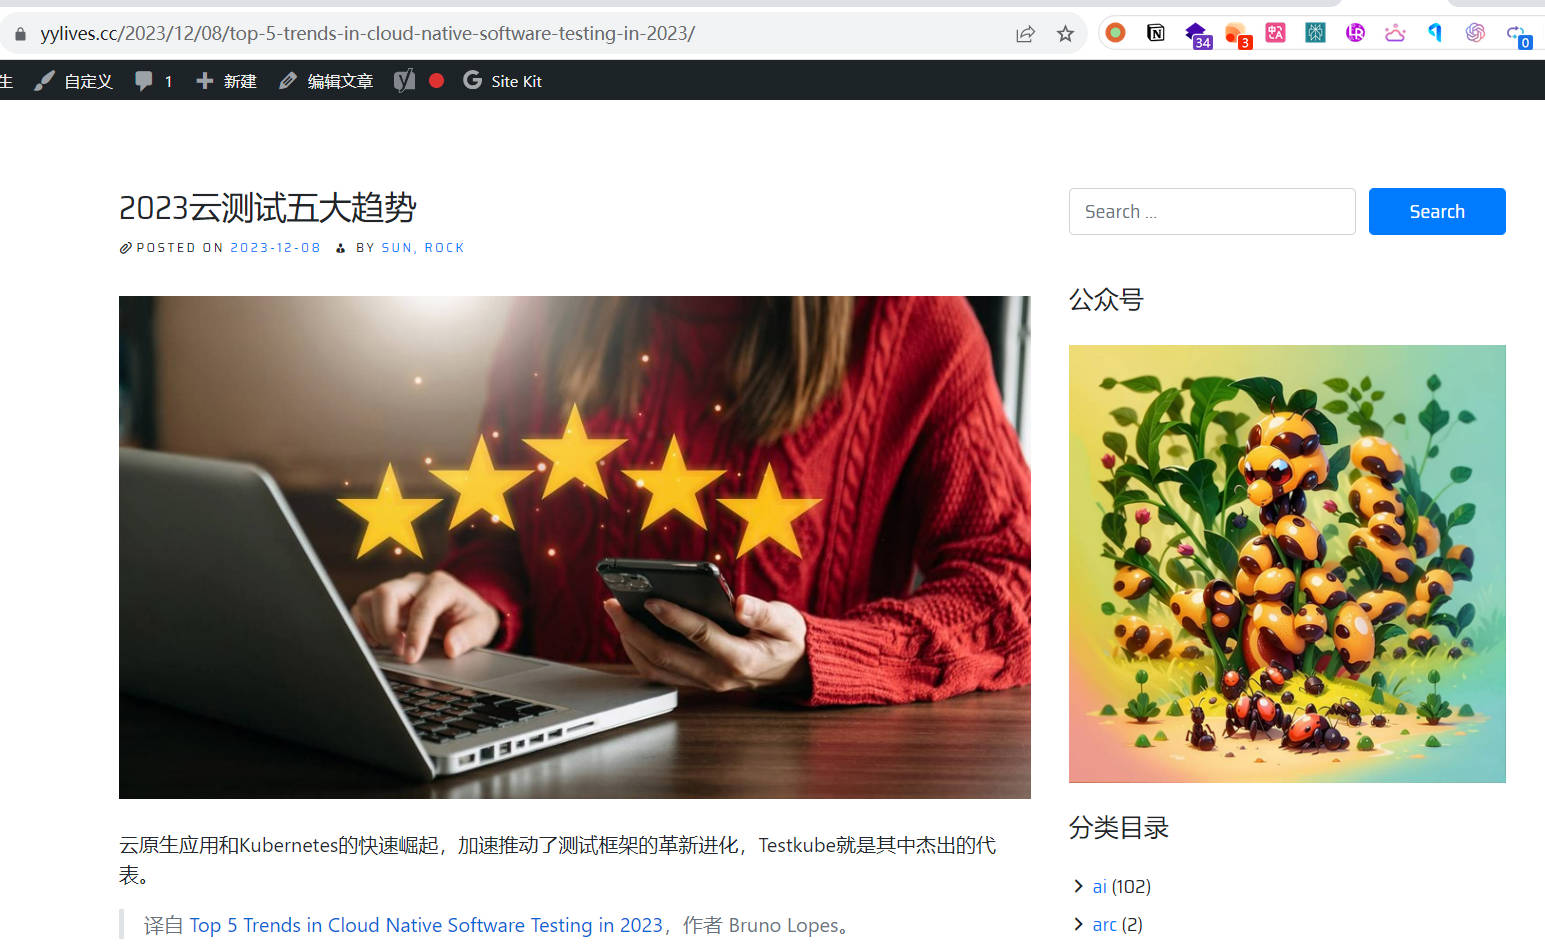 yylives.cc/2023/12/08/top-5-trends-in-cloud-native-software-testing-in-2023/
34
3
0
生 自定义 1 新建 编辑文章 Site Kit
2023云测试五大趋势
POSTED ON 2023-12-08 BY SUN, ROCK
云原生应用和Kubernetes的快速崛起，加速推动了测试框架的革新进化，Testkube就是其中杰出的代
表。
译自 Top 5 Trends in Cloud Native Software Testing in 2023，作者 Bruno Lopes。
Search ...
Search
公众号
分类目录
ai (102)
arc (2)